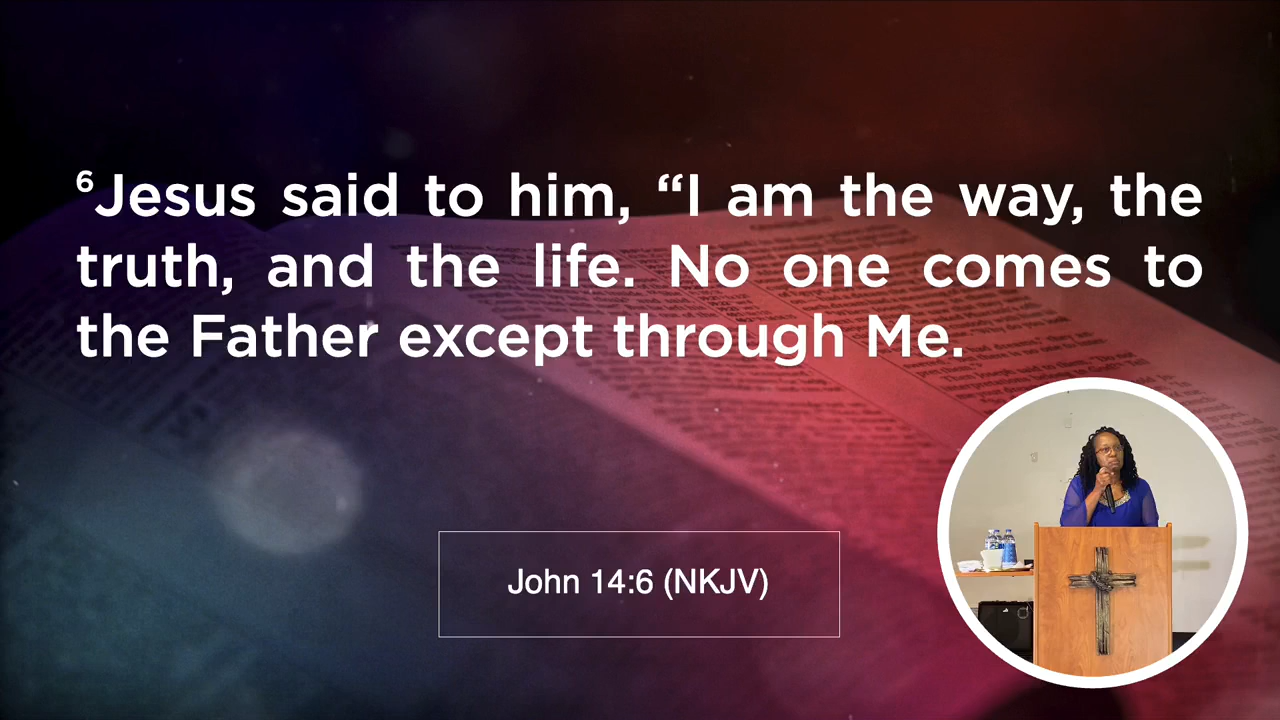 ⁶Jesus said to him, “I am the way, the
truth, and the life. No one comes to
the Father except through Me.
John 14:6 (NKJV)